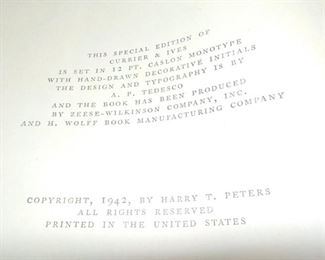 THIS SPECIAL EDITION OF
CURRIER & IVES
IS SET IN 12 PT. CASLON MONOTYPE
WITH HAND-DRAWN DECORATIVE INITIALS
THE DESIGN AND TYPOGRAPHY IS BY
A. P. TEDESCO
AND THE BOOK HAS BEEN PRODUCED
BY ZEESE-WILKINSON COMPANY, INC.
AND H. WOLFF BOOK MANUFACTURING COMPANY
COPYRIGHT, 1942, BY HARRY T. PETERS
ALL RIGHTS RESERVED
PRINTED IN THE UNITED STATES